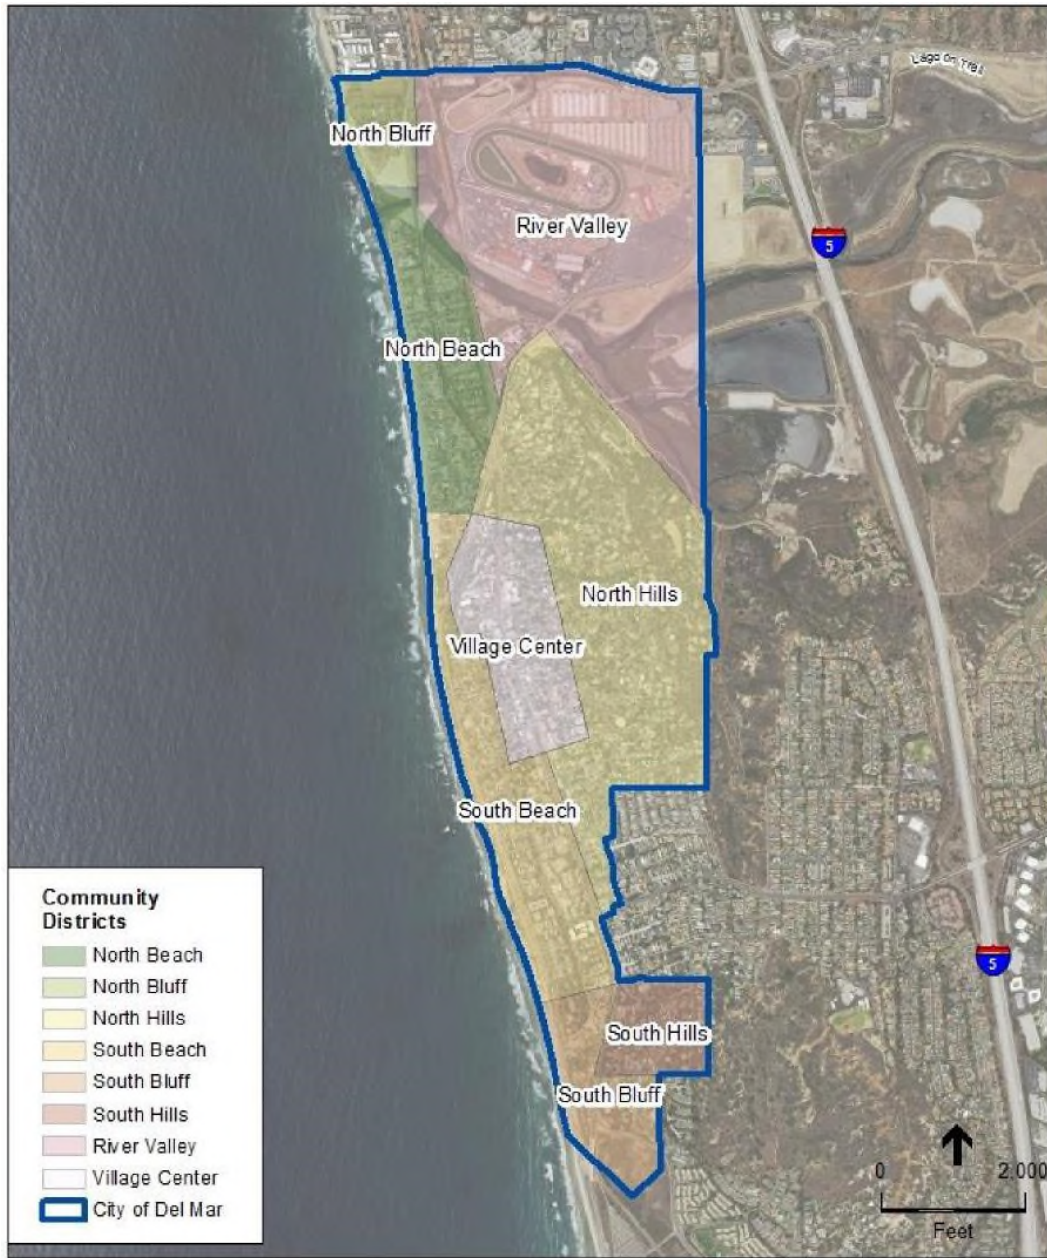 Lagoon Trail
North Bluff
River Valley
5
North Beach
North Hills
Village Center
South Beach
Community
Districts
North Beach
North Bluff
North Hills
South Beach
South Bluff
South Hills
River Valley
Village Center
City of Del Mar
5
South Hills
South Bluff
0 2,000
Feet